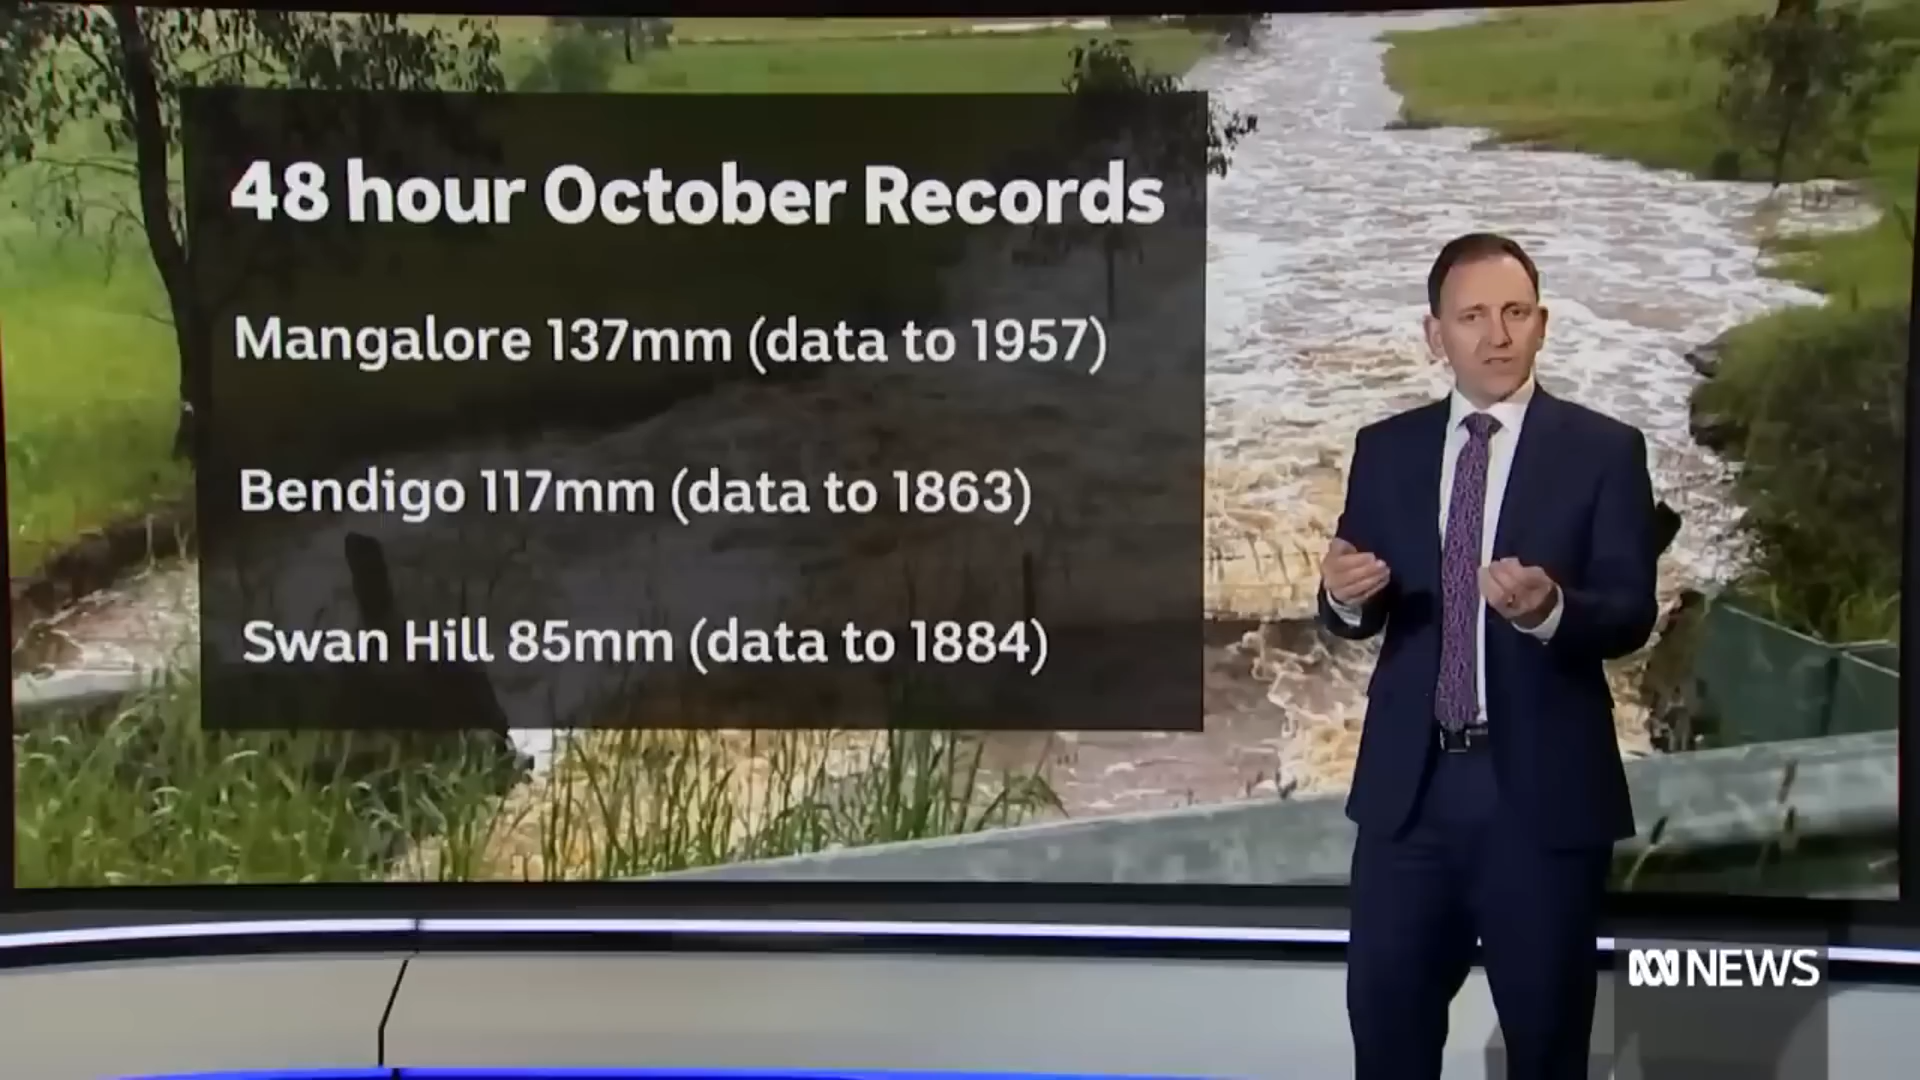 48 hour October Records
Mangalore 137mm (data to 1957)
Bendigo 117mm (data to 1863)
Swan Hill 85mm (data to 1884)
NEWS